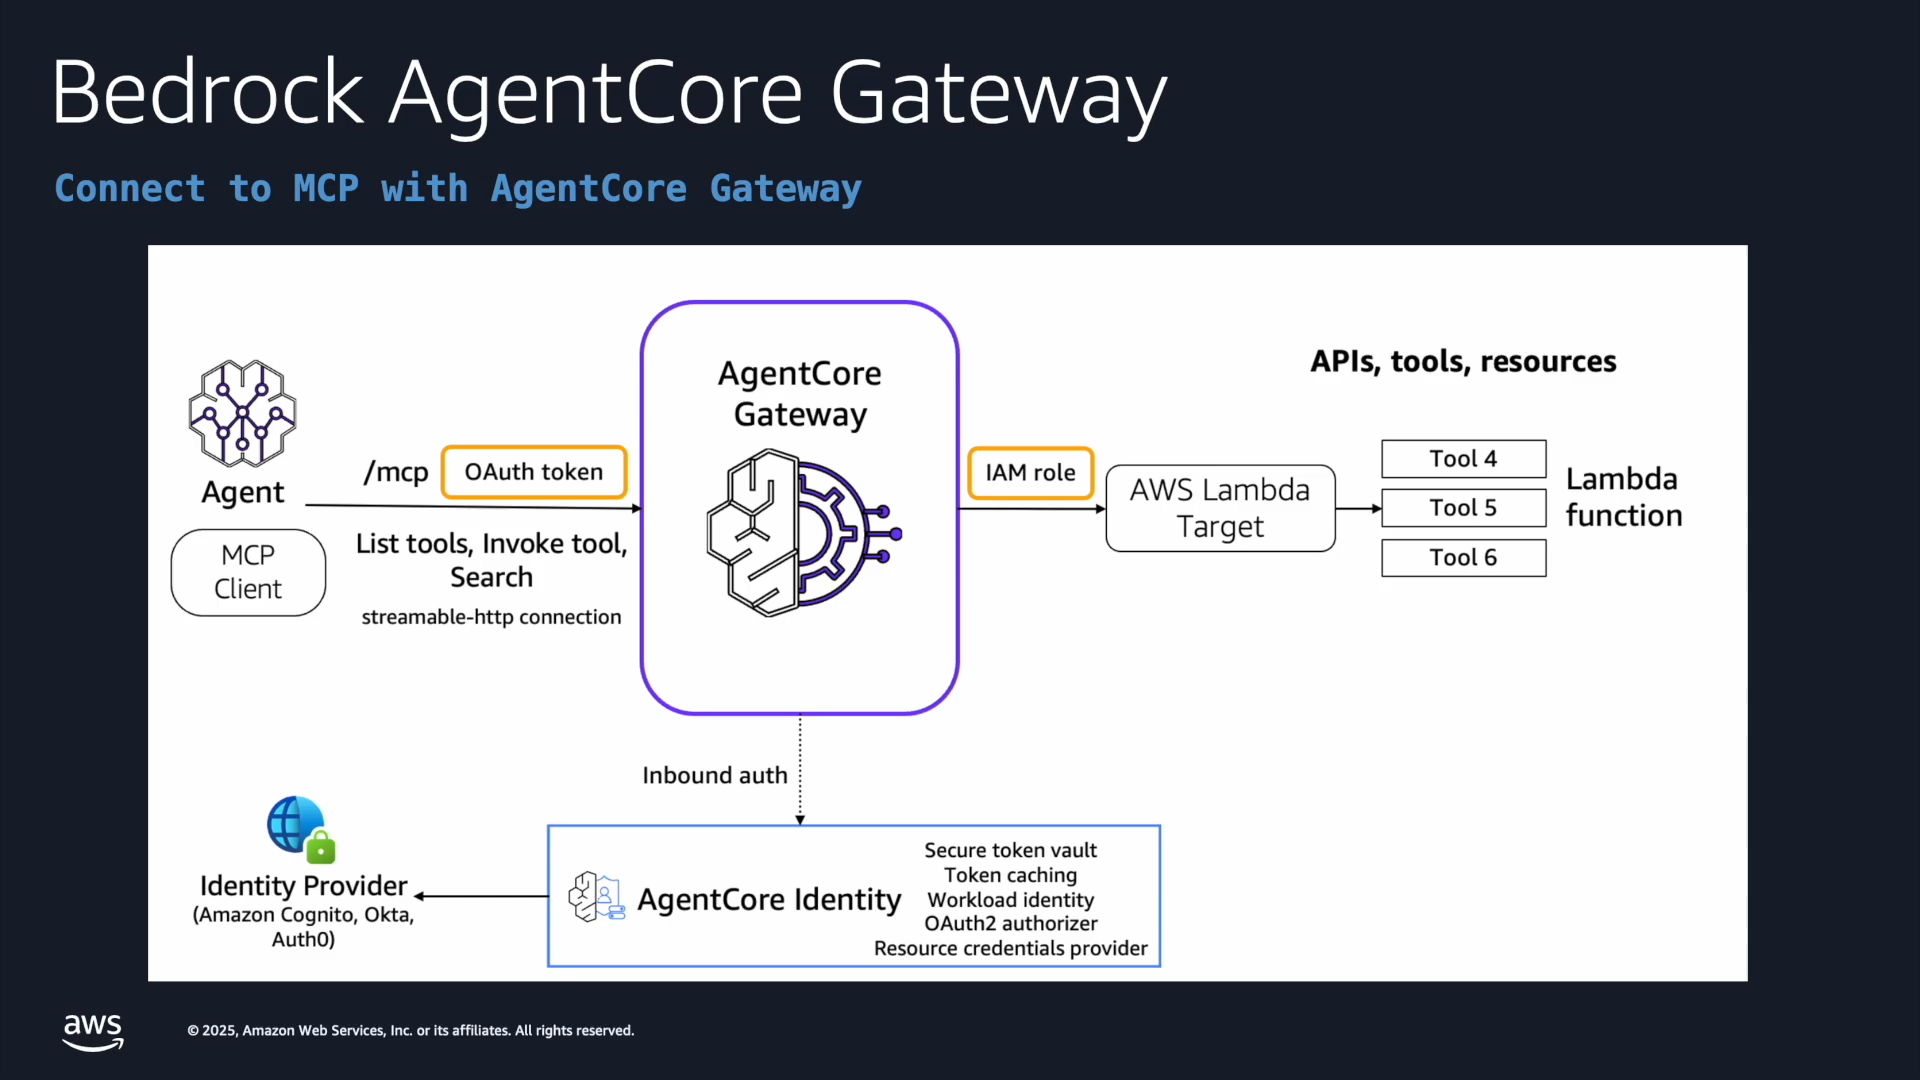 Bedrock AgentCore Gateway
Connect to MCP with AgentCore Gateway
Agent
MCP
Client
/mcp
OAuth token
List tools, Invoke tool,
Search
streamable-http connection
AgentCore
Gateway
IAM role
AWS Lambda
Target
APIs, tools, resources
Tool 4
Tool 5
Tool 6
Lambda
function
Inbound auth
Identity Provider
(Amazon Cognito, Okta,
Auth0)
AgentCore Identity
Secure token vault
Token caching
Workload identity
OAuth2 authorizer
Resource credentials provider
aws
© 2025, Amazon Web Services, Inc. or its affiliates. All rights reserved.